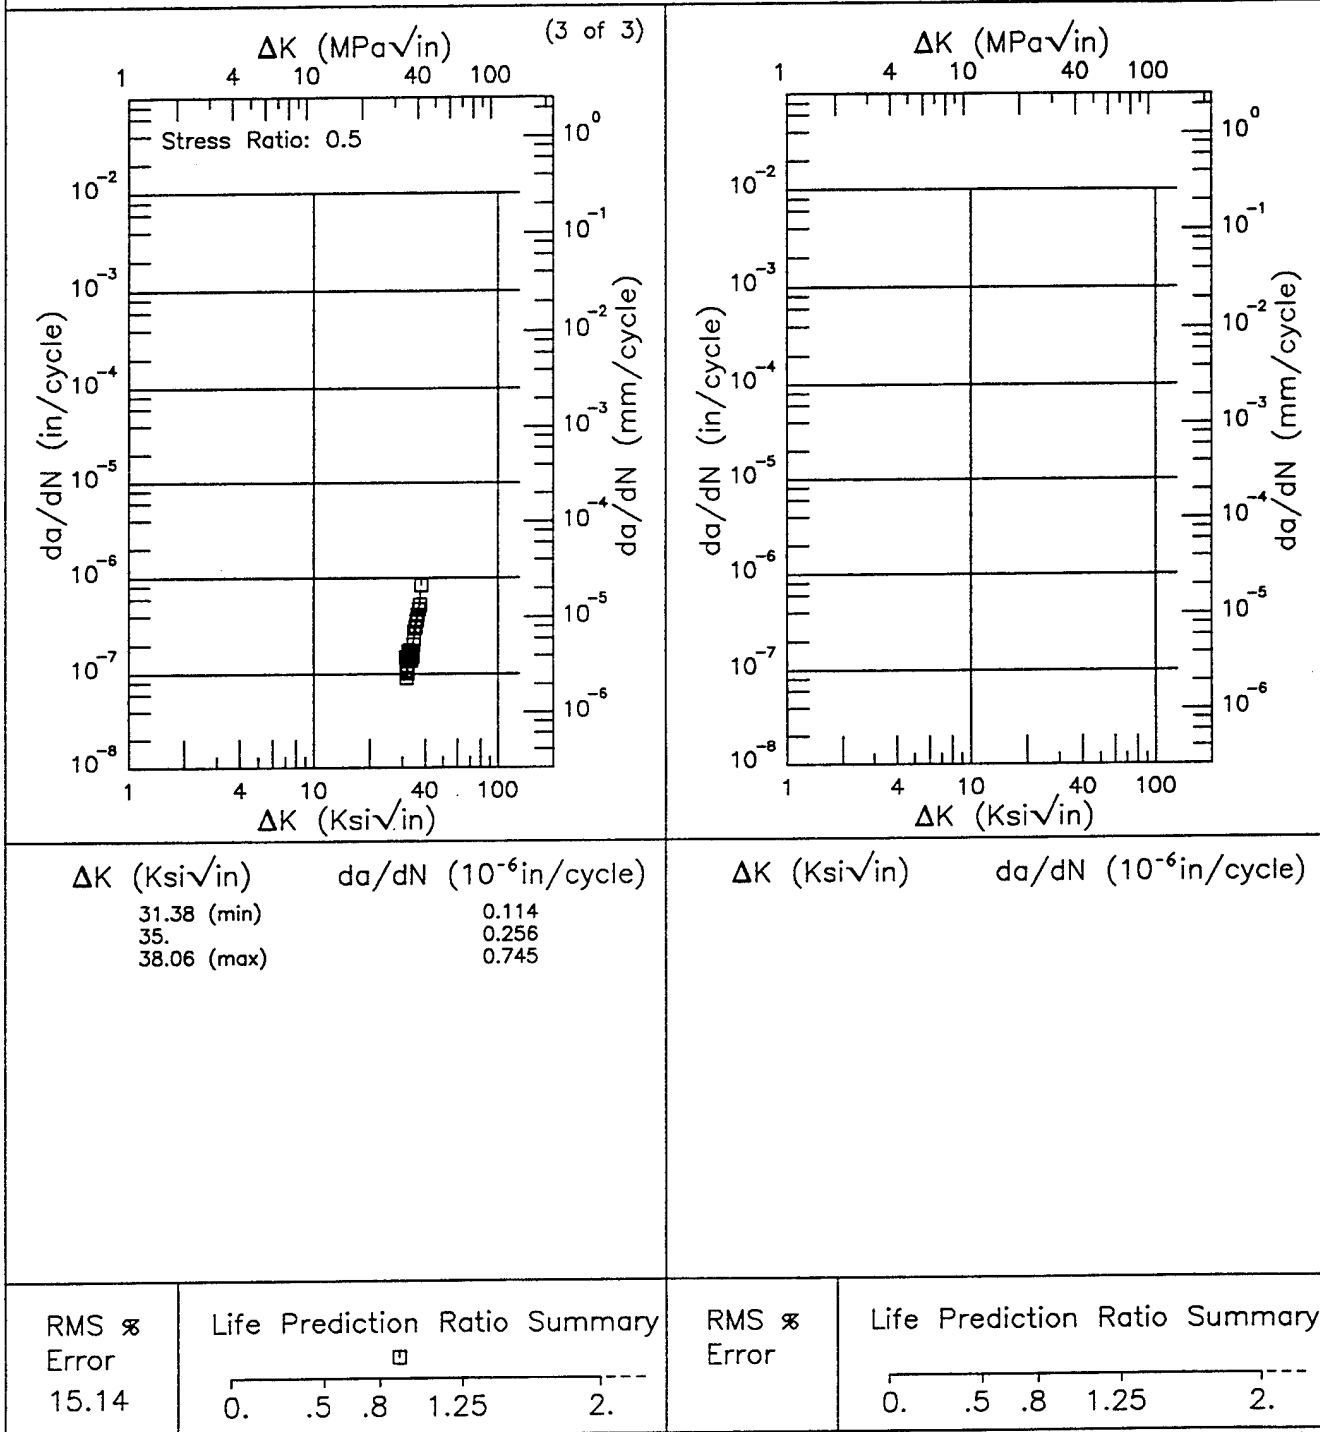 (3 of 3)
ΔK (MPa√in)
1 4 10 40 100
Stress Ratio: 0.5
da/dN (in/cycle)
10⁻²
10⁻³
10⁻⁴
10⁻⁵
10⁻⁶
10⁻⁷
10⁻⁸
10⁰
10⁻¹
10⁻²
10⁻³
10⁻⁴
10⁻⁵
10⁻⁶
da/dN (mm/cycle)
1 4 10 40 100
ΔK (Ksi√in)
ΔK (Ksi√in) da/dN (10⁻⁶in/cycle)
31.38 (min) 0.114
35. 0.256
38.06 (max) 0.745
RMS %
Error
15.14
Life Prediction Ratio Summary
0. .5 .8 1.25 2.
ΔK (MPa√in)
1 4 10 40 100
da/dN (in/cycle)
10⁻²
10⁻³
10⁻⁴
10⁻⁵
10⁻⁶
10⁻⁷
10⁻⁸
10⁰
10⁻¹
10⁻²
10⁻³
10⁻⁴
10⁻⁵
10⁻⁶
da/dN (mm/cycle)
1 4 10 40 100
ΔK (Ksi√in)
ΔK (Ksi√in) da/dN (10⁻⁶in/cycle)
RMS %
Error
Life Prediction Ratio Summary
0. .5 .8 1.25 2.